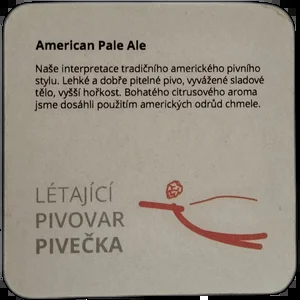 American Pale Ale
Naše interpretace tradičního amerického pivního
stylu. Lehké a dobře pitelné pivo, vyvážené sladové
tělo, vyšší hořkost. Bohatého citrusového aroma
jsme dosáhli použitím amerických odrůd chmele.
LÉTAJÍCÍ
PIVOVAR
PIVEČKA